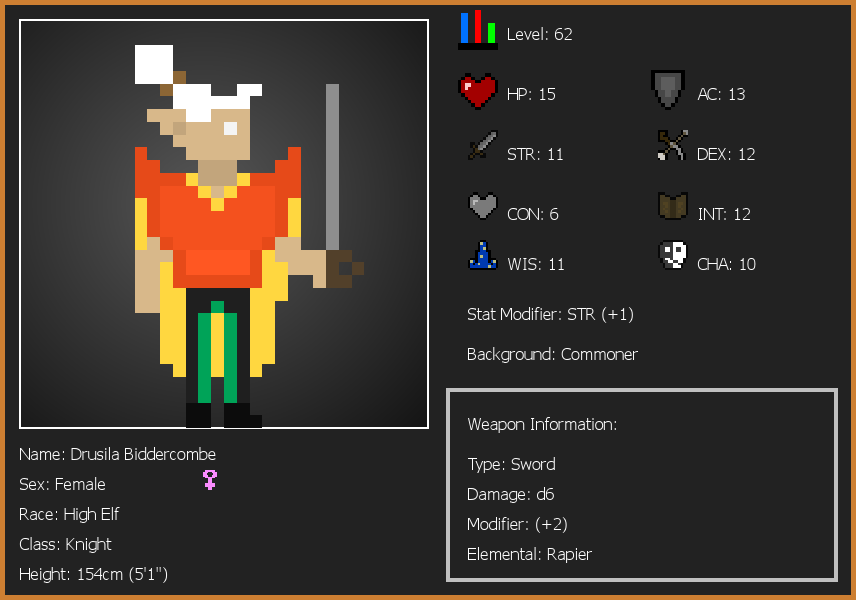 Level: 62
HP: 15
AC: 13
STR: 11
DEX: 12
CON: 6
INT: 12
WIS: 11
CHA: 10
Stat Modifier: STR (+1)
Background: Commoner
Weapon Information:
Type: Sword
Damage: d6
Modifier: (+2)
Elemental: Rapier
Name: Drusila Biddercombe
Sex: Female
Race: High Elf
Class: Knight
Height: 154cm (5'1")